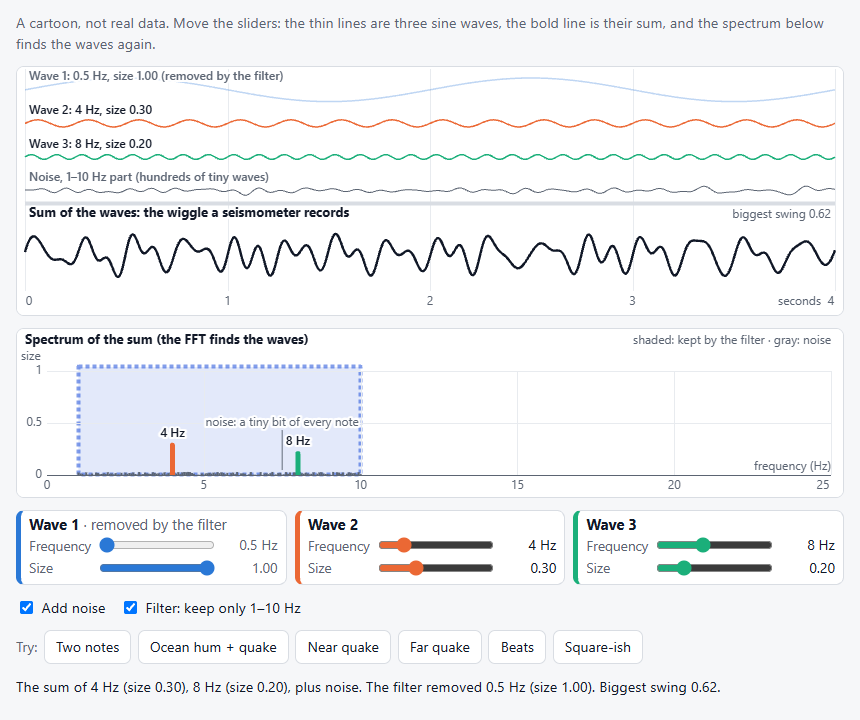 A cartoon, not real data. Move the sliders: the thin lines are three sine waves, the bold line is their sum, and the spectrum below
finds the waves again.
Wave 1: 0.5 Hz, size 1.00 (removed by the filter)
Wave 2: 4 Hz, size 0.30
Wave 3: 8 Hz, size 0.20
Noise, 1–10 Hz part (hundreds of tiny waves)
Sum of the waves: the wiggle a seismometer records
biggest swing 0.62
0 1 2 3 seconds 4
Spectrum of the sum (the FFT finds the waves)
shaded: kept by the filter · gray: noise
size
1
0.5
noise: a tiny bit of every note
4 Hz
8 Hz
frequency (Hz)
0
0 5 10 15 20 25
Wave 1 · removed by the filter
Frequency 0.5 Hz
Size 1.00
Wave 2
Frequency 4 Hz
Size 0.30
Wave 3
Frequency 8 Hz
Size 0.20
Add noise
Filter: keep only 1–10 Hz
Try: Two notes Ocean hum + quake Near quake Far quake Beats Square-ish
The sum of 4 Hz (size 0.30), 8 Hz (size 0.20), plus noise. The filter removed 0.5 Hz (size 1.00). Biggest swing 0.62.